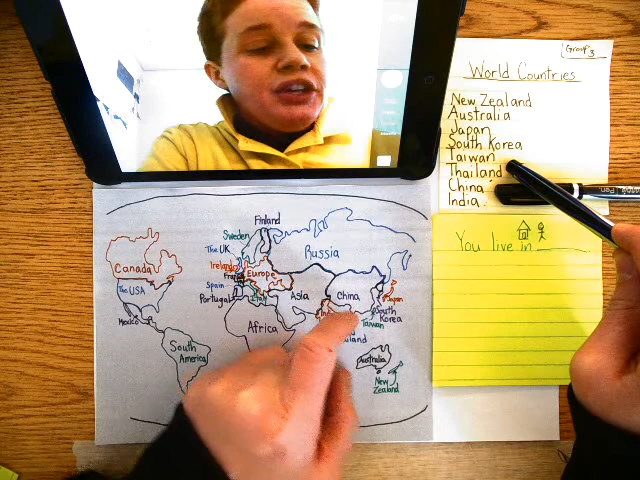 Group 3
World Countries
New Zealand
Australia
Japan
South Korea
Taiwan
Thailand
China
India
You live in
Finland
Sweden
The UK
Russia
Ireland
Canada
Europe
France
The USA
Spain
Italy
Asia
China
Japan
Portugal
Mexico
South
Korea
Taiwan
Africa
South
America
Australia
New
Zealand